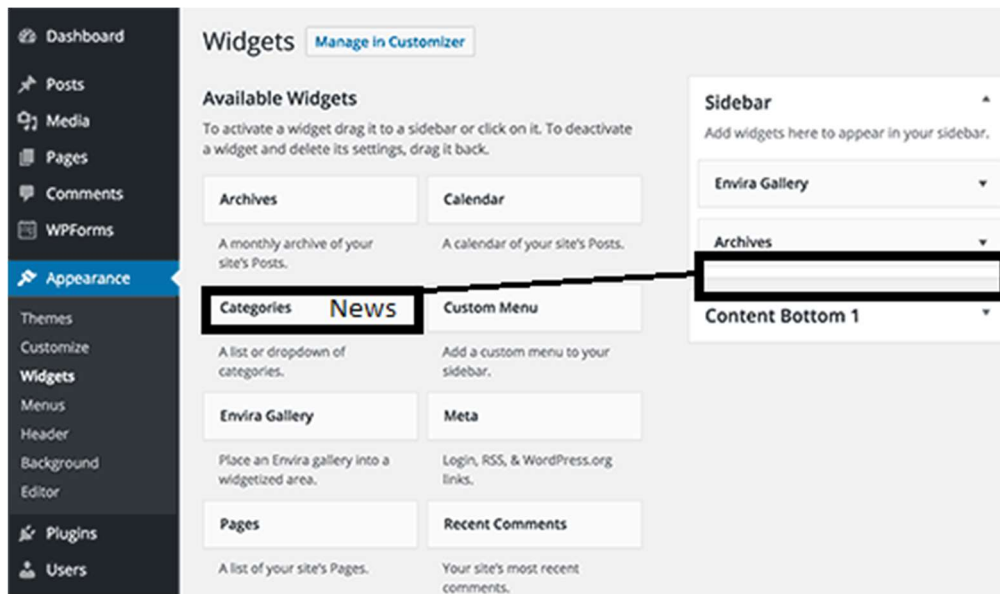 Dashboard
Posts
Media
Pages
Comments
WPForms
Appearance
Themes
Customize
Widgets
Menus
Header
Background
Editor
Plugins
Users
Widgets Manage in Customizer
Available Widgets
To activate a widget drag it to a sidebar or click on it. To deactivate
a widget and delete its settings, drag it back.
Archives
A monthly archive of your
site's Posts.
Calendar
A calendar of your site's Posts.
Categories News
A list or dropdown of
categories.
Custom Menu
Add a custom menu to your
sidebar.
Envira Gallery
Place an Envira gallery into a
widgetized area.
Meta
Login, RSS, & WordPress.org
links.
Pages
A list of your site's Pages.
Recent Comments
Your site's most recent
comments.
Sidebar
Add widgets here to appear in your sidebar.
Envira Gallery
Archives
Content Bottom 1